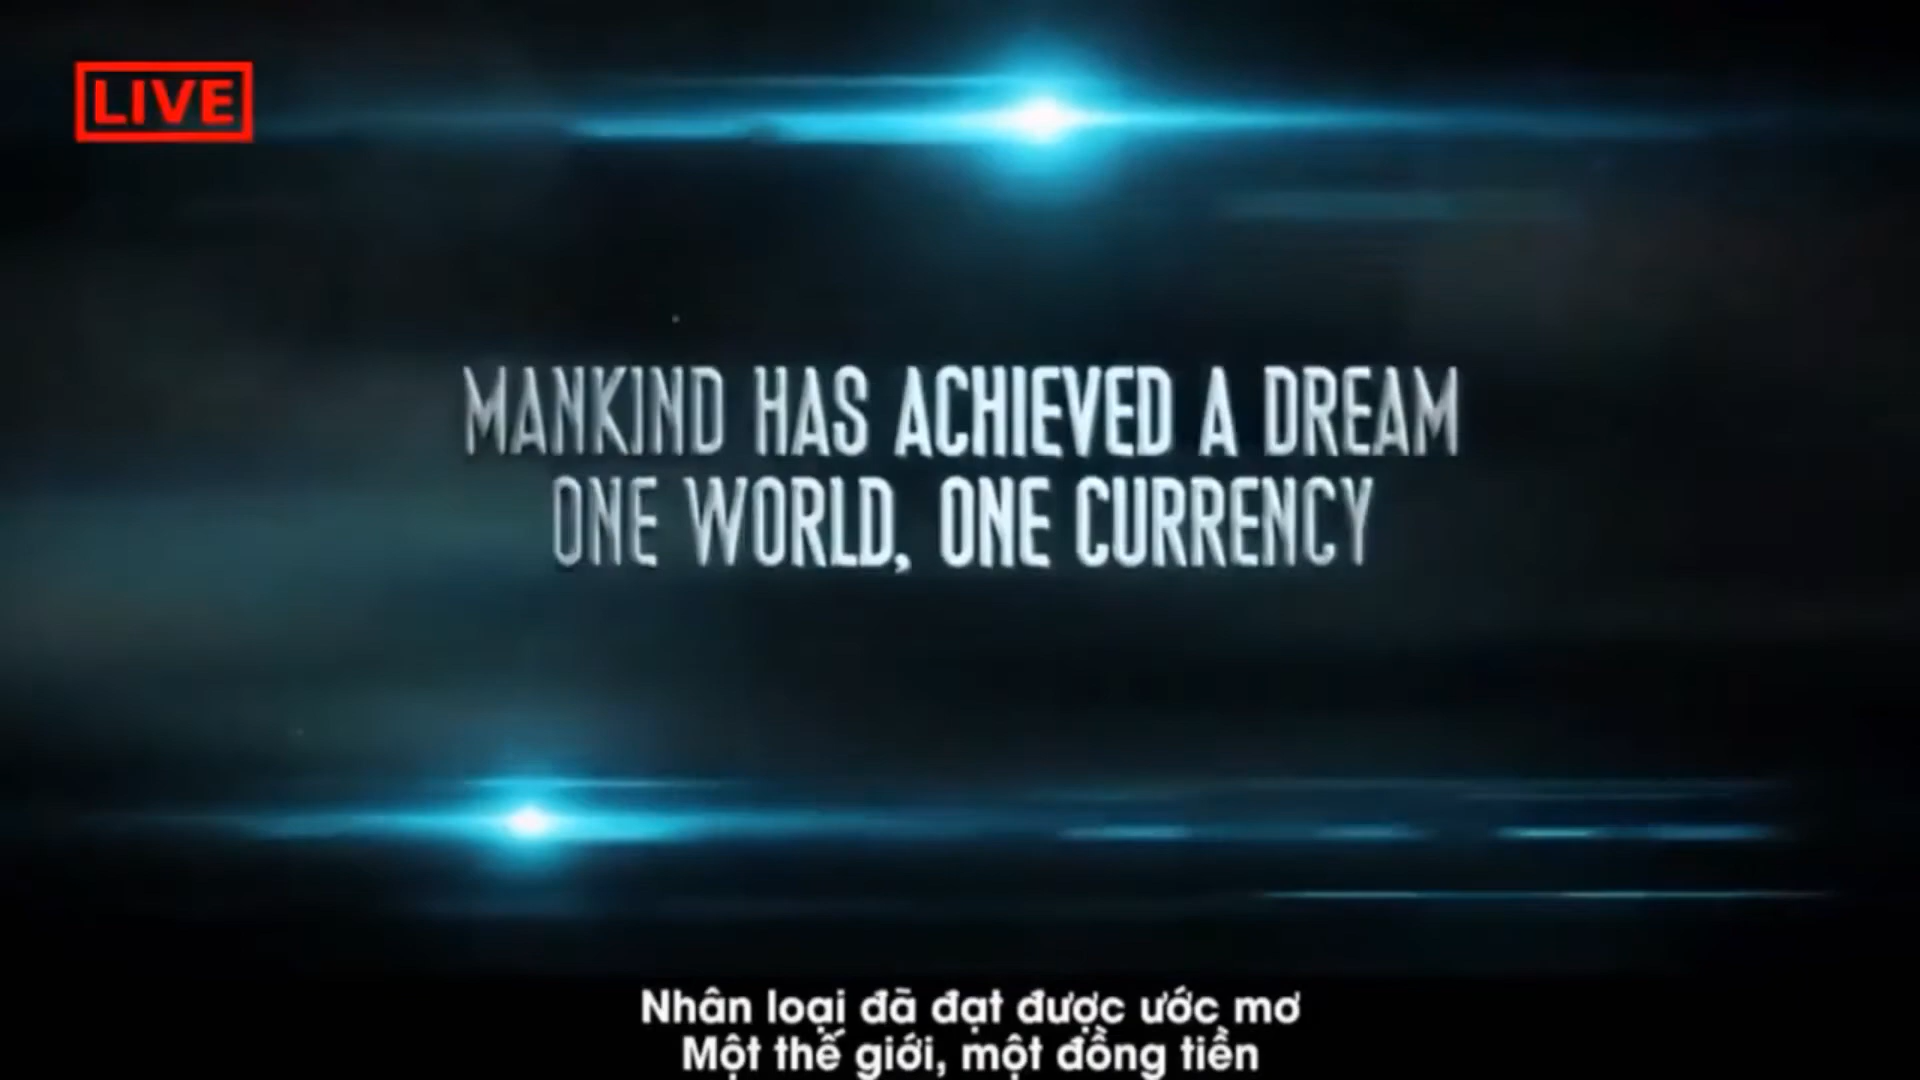 LIVE
MANKIND HAS ACHIEVED A DREAM
ONE WORLD, ONE CURRENCY
Nhân loại đã đạt được ước mơ
Một thế giới, một đồng tiền